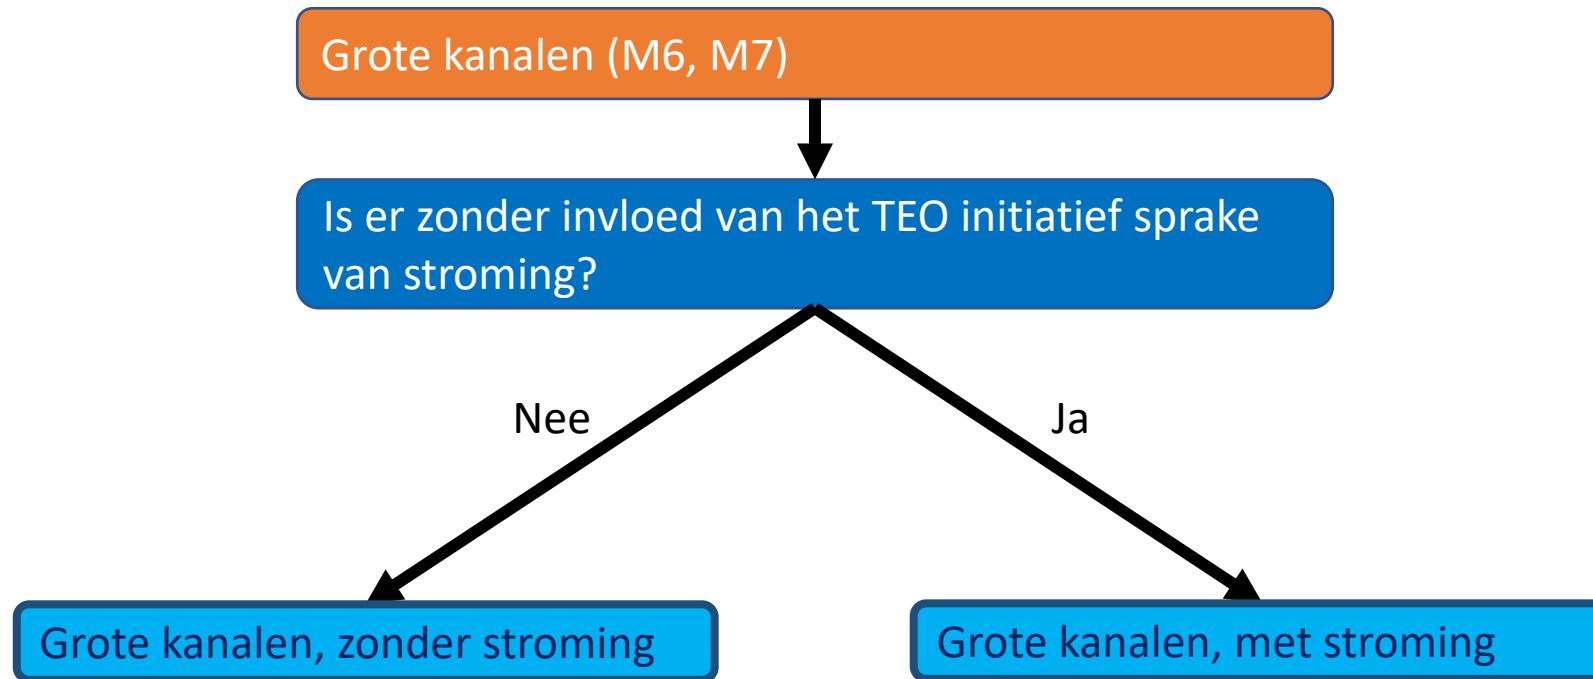 Grote kanalen (M6, M7)
Is er zonder invloed van het TEO initiatief sprake
van stroming?
Nee
Ja
Grote kanalen, zonder stroming
Grote kanalen, met stroming